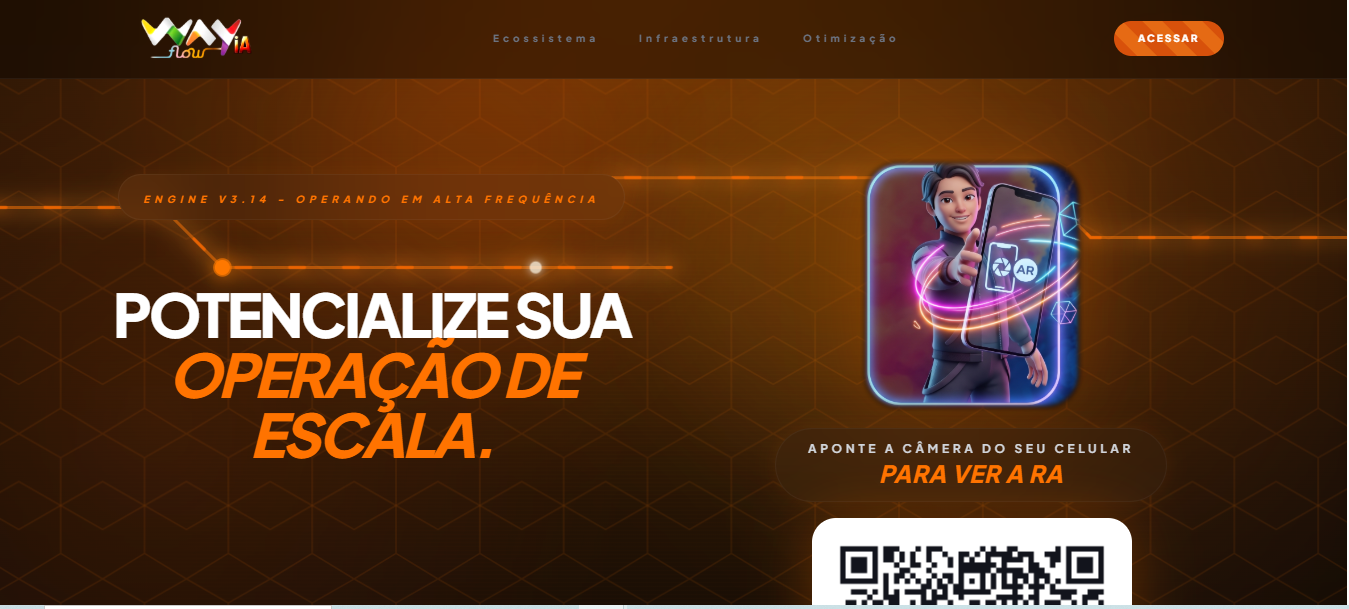 WAY
flow IA
Ecossistema
Infraestrutura
Otimização
ACESSAR
ENGINE V3.14 - OPERANDO EM ALTA FREQUÊNCIA
POTENCIALIZE SUA
OPERAÇÃO DE
ESCALA.
AR
APONTE A CÂMERA DO SEU CELULAR
PARA VER A RA